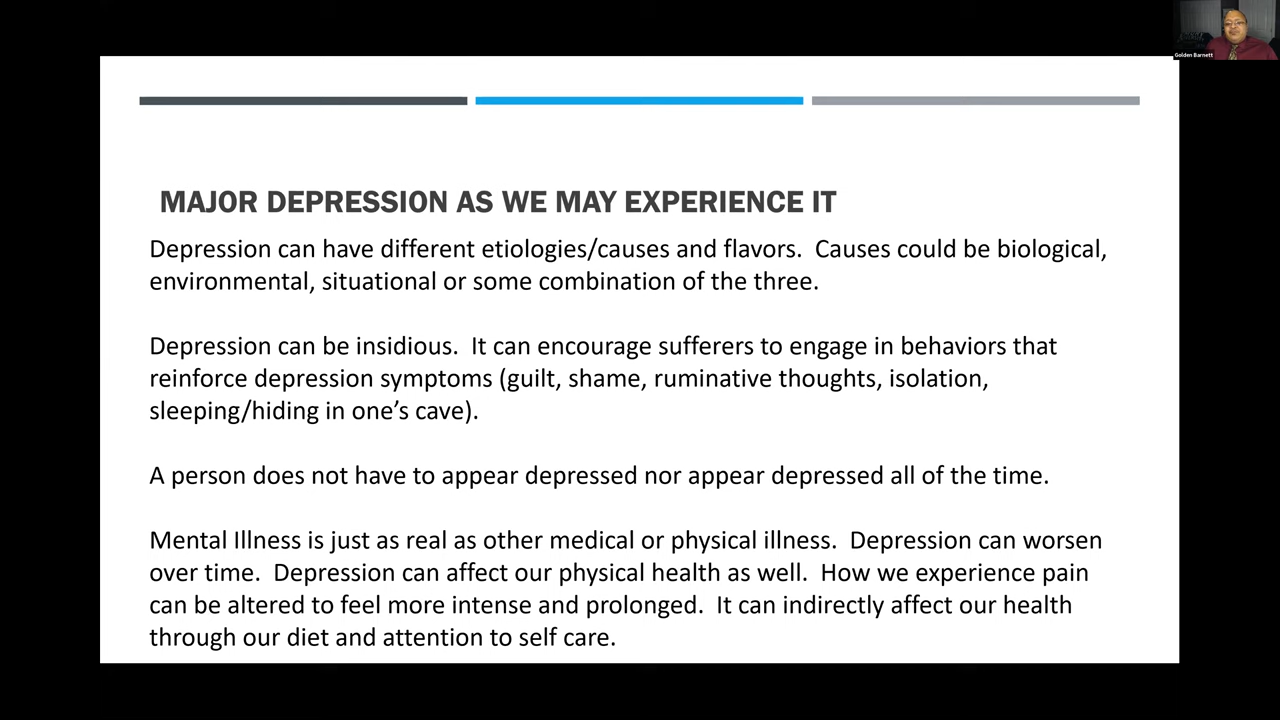 Golden Barnett
MAJOR DEPRESSION AS WE MAY EXPERIENCE IT
Depression can have different etiologies/causes and flavors.  Causes could be biological,
environmental, situational or some combination of the three.
Depression can be insidious.  It can encourage sufferers to engage in behaviors that
reinforce depression symptoms (guilt, shame, ruminative thoughts, isolation,
sleeping/hiding in one’s cave).
A person does not have to appear depressed nor appear depressed all of the time.
Mental Illness is just as real as other medical or physical illness.  Depression can worsen
over time.  Depression can affect our physical health as well.  How we experience pain
can be altered to feel more intense and prolonged.  It can indirectly affect our health
through our diet and attention to self care.